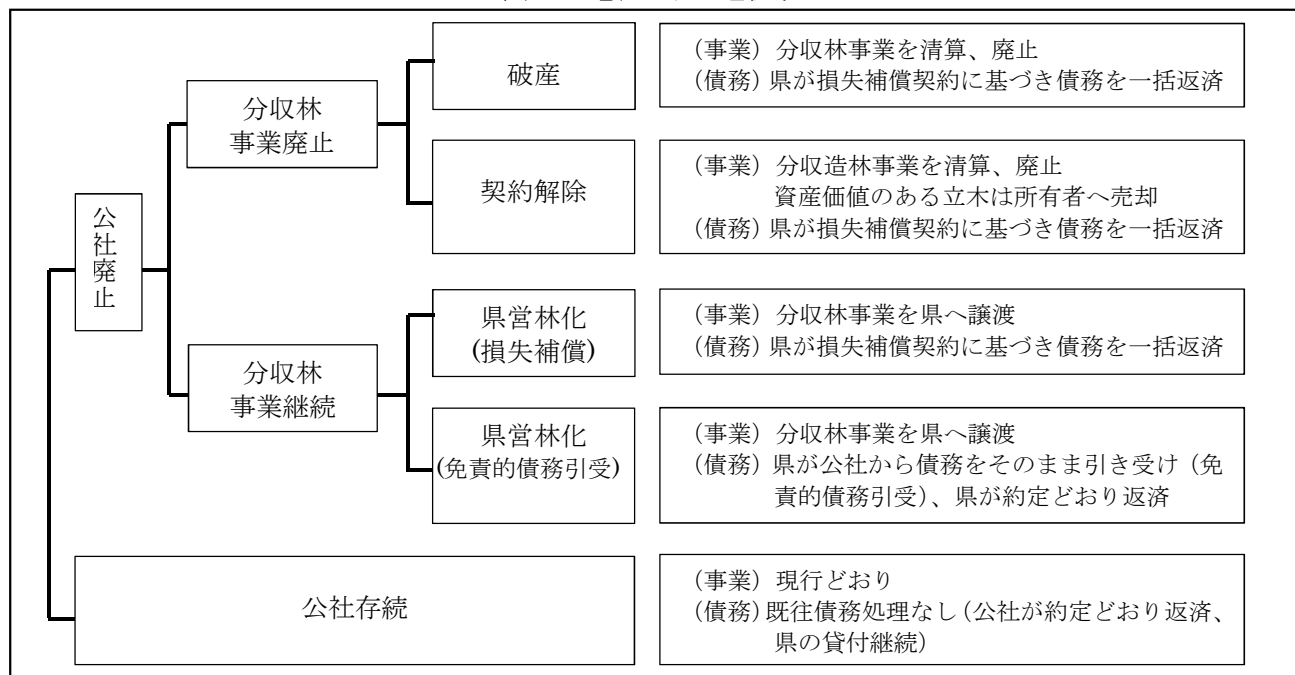 破産
(事業)分収林事業を清算、廃止
(債務)県が損失補償契約に基づき債務を一括返済
分収林
事業廃止
契約解除
(事業)分収造林事業を清算、廃止
資産価値のある立木は所有者へ売却
(債務)県が損失補償契約に基づき債務を一括返済
公社廃止
県営林化
(損失補償)
(事業)分収林事業を県へ譲渡
(債務)県が損失補償契約に基づき債務を一括返済
分収林
事業継続
県営林化
(免責的債務引受)
(事業)分収林事業を県へ譲渡
(債務)県が公社から債務をそのまま引き受け(免
責的債務引受)、県が約定どおり返済
公社存続
(事業)現行どおり
(債務)既往債務処理なし(公社が約定どおり返済、
県の貸付継続)